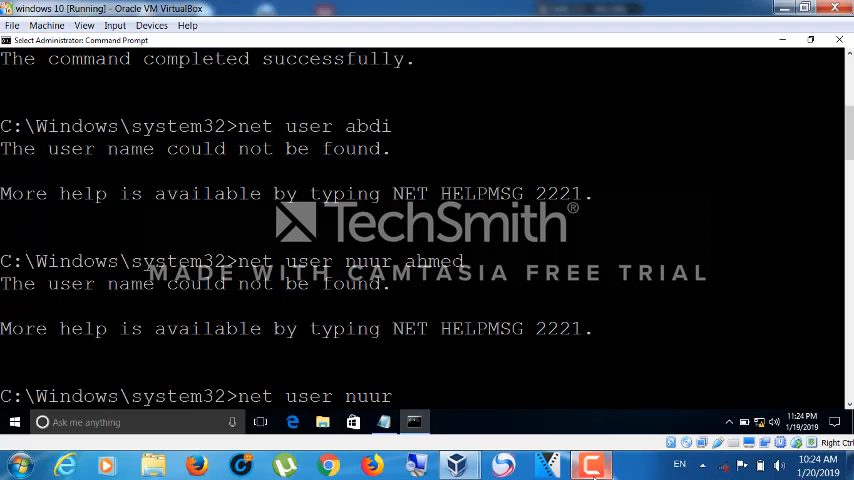 windows 10 [Running] - Oracle VM VirtualBox
File Machine View Input Devices Help
Select Administrator: Command Prompt
The command completed successfully.
C:\Windows\system32>net user abdi
The user name could not be found.
More help is available by typing NET HELPMSG 2221.
TechSmith®
C:\Windows\system32>net user nuur ahmed
MADE WITH CAMTASIA FREE TRIAL
The user name could not be found.
More help is available by typing NET HELPMSG 2221.
C:\Windows\system32>net user nuur
Ask me anything
11:24 PM
1/19/2019
Right Ctrl
EN
10:24 AM
1/20/2019